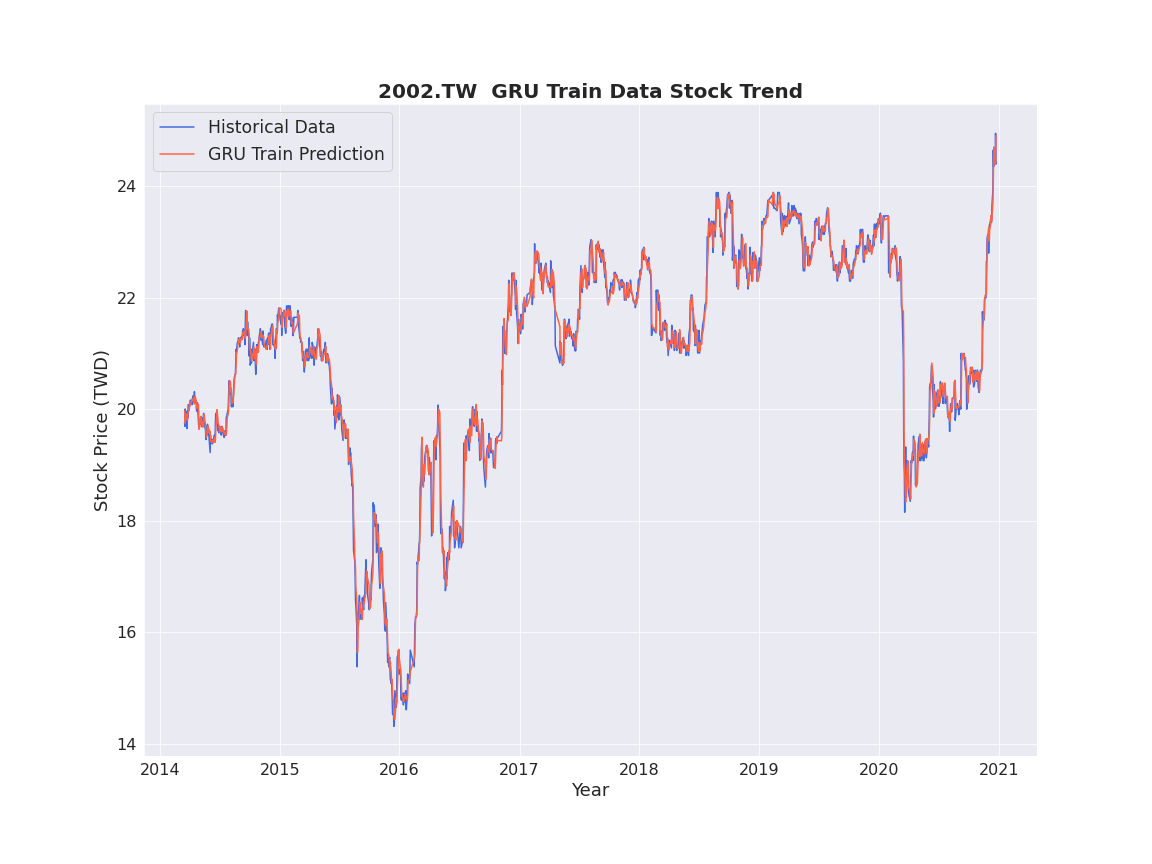 2002.TW  GRU Train Data Stock Trend
Historical Data
GRU Train Prediction
Stock Price (TWD)
24
22
20
18
16
14
2014 2015 2016 2017 2018 2019 2020 2021
Year